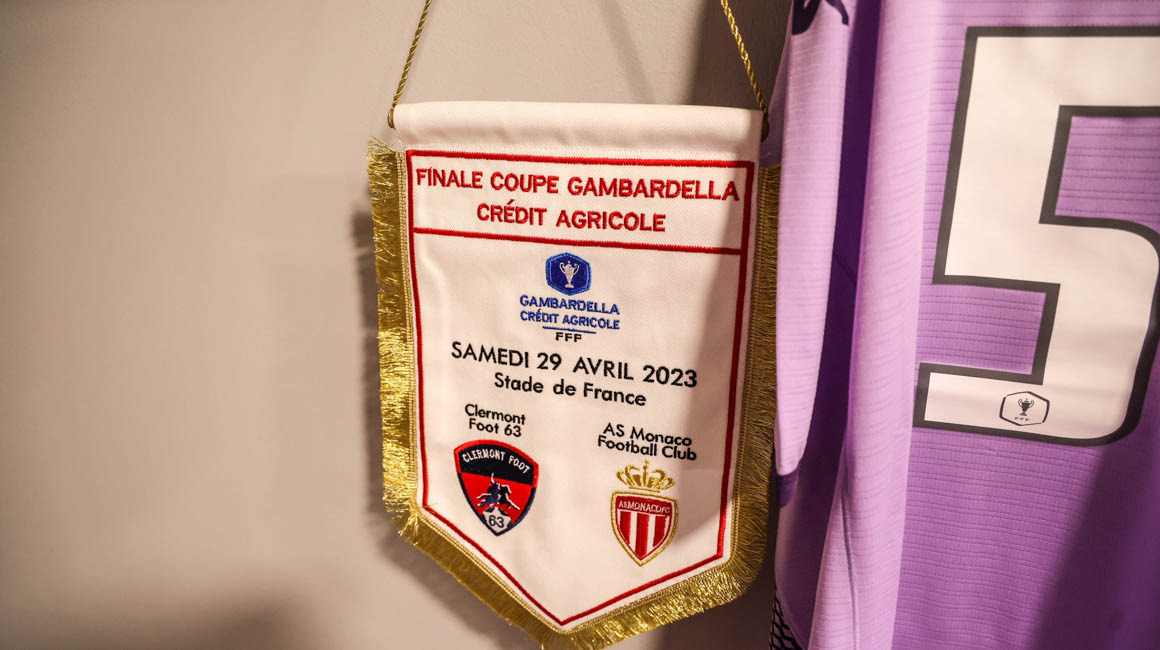 FINALE COUPE GAMBARDELLA
CRÉDIT AGRICOLE
GAMBARDELLA
CRÉDIT AGRICOLE
FFF
SAMEDI 29 AVRIL 2023
Stade de France
Clermont
Foot 63
CLERMONT FOOT
63
AS Monaco
Football Club
ASMONACOFC
5
FFF